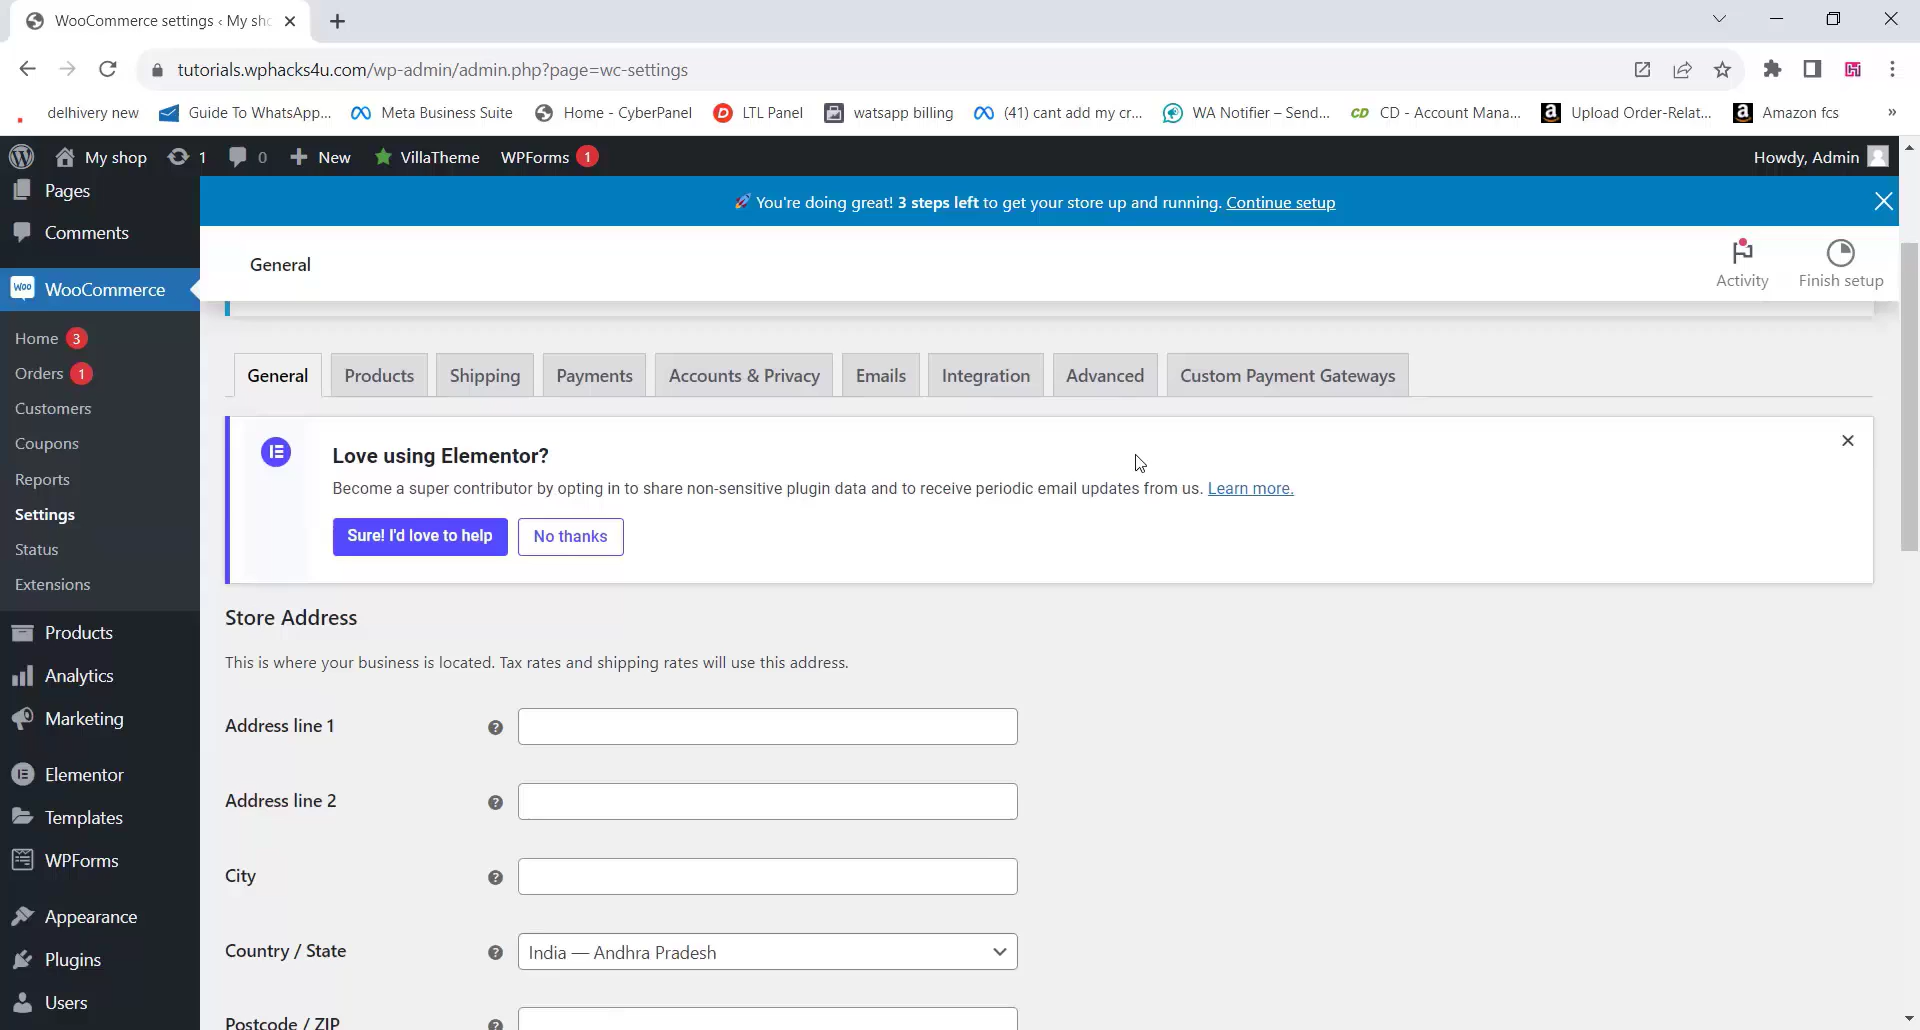 WooCommerce settings ‹ My sho
tutorials.wphacks4u.com/wp-admin/admin.php?page=wc-settings
delhivery new
Guide To WhatsApp...
Meta Business Suite
Home - CyberPanel
LTL Panel
watsapp billing
(41) cant add my cr...
WA Notifier – Send...
CD - Account Mana...
Upload Order-Relat...
Amazon fcs
»
My shop
1
0
New
VillaTheme
WPForms 1
Howdy, Admin
Pages
Comments
WooCommerce
Home 3
Orders 1
Customers
Coupons
Reports
Settings
Status
Extensions
Products
Analytics
Marketing
Elementor
Templates
WPForms
Appearance
Plugins
Users
🚀 You're doing great! 3 steps left to get your store up and running. Continue setup
General
Activity
Finish setup
General
Products
Shipping
Payments
Accounts & Privacy
Emails
Integration
Advanced
Custom Payment Gateways
Love using Elementor?
Become a super contributor by opting in to share non-sensitive plugin data and to receive periodic email updates from us. Learn more.
Sure! I'd love to help
No thanks
Store Address
This is where your business is located. Tax rates and shipping rates will use this address.
Address line 1
Address line 2
City
Country / State
India — Andhra Pradesh
Postcode / ZIP